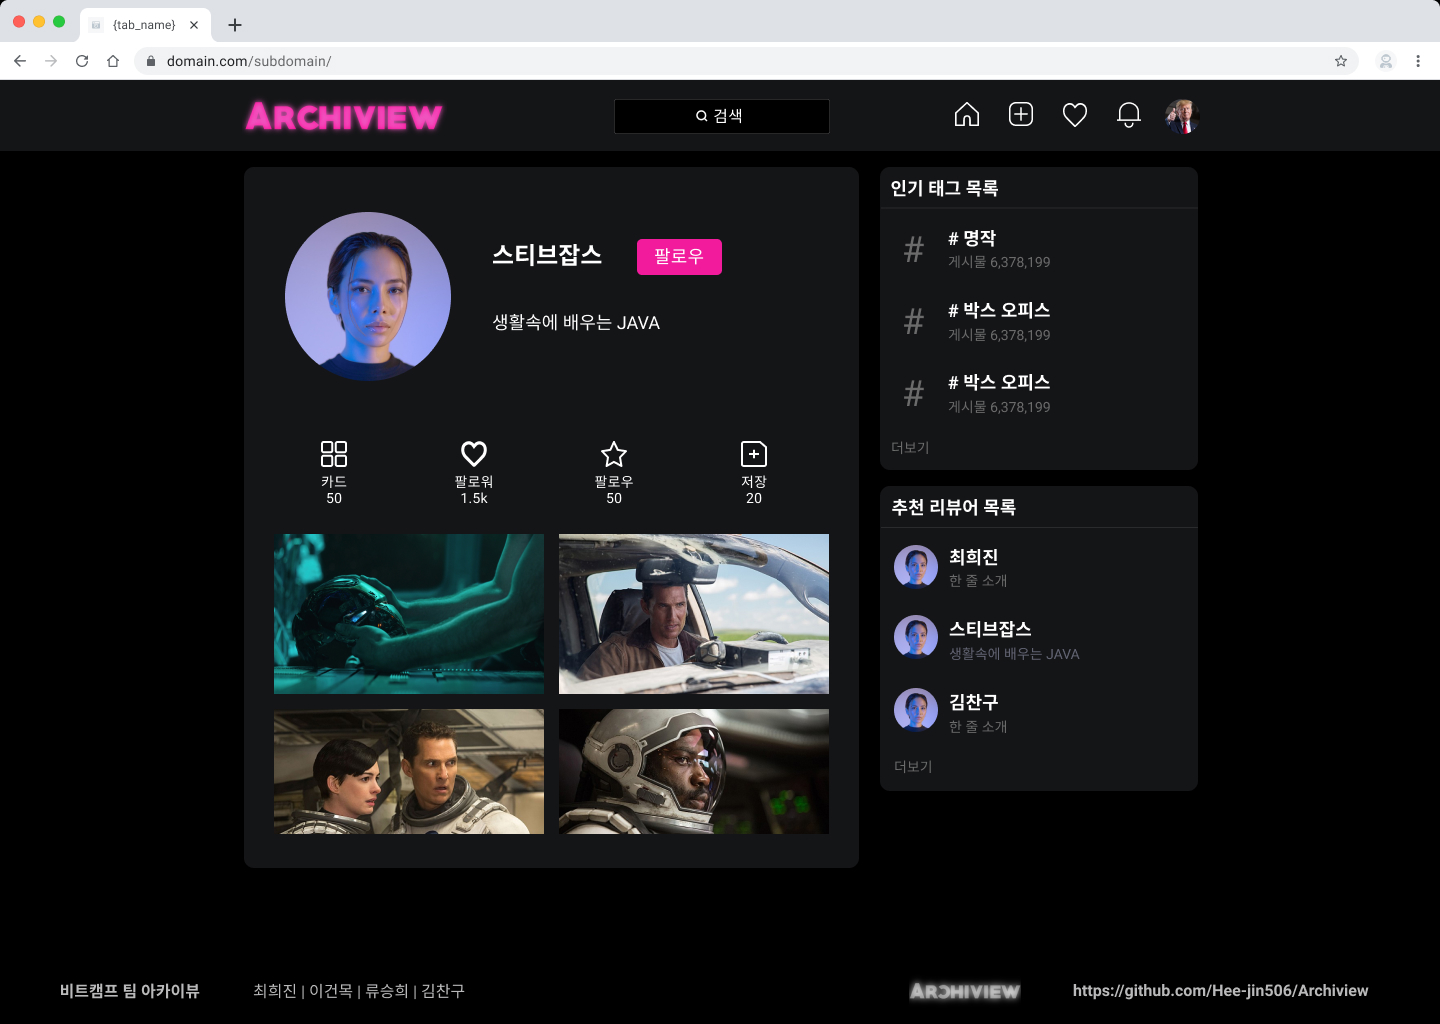 {tab_name}
domain.com/subdomain/
ARCHIVIEW
검색
스티브잡스
팔로우
생활속에 배우는 JAVA
카드
50
팔로워
1.5k
팔로우
50
저장
20
인기 태그 목록
#
# 명작
게시물 6,378,199
#
# 박스 오피스
게시물 6,378,199
#
# 박스 오피스
게시물 6,378,199
더보기
추천 리뷰어 목록
최희진
한 줄 소개
스티브잡스
생활속에 배우는 JAVA
김찬구
한 줄 소개
더보기
비트캠프 팀 아카이뷰
최희진 | 이건목 | 류승희 | 김찬구
ARCHIVIEW
https://github.com/Hee-jin506/Archiview